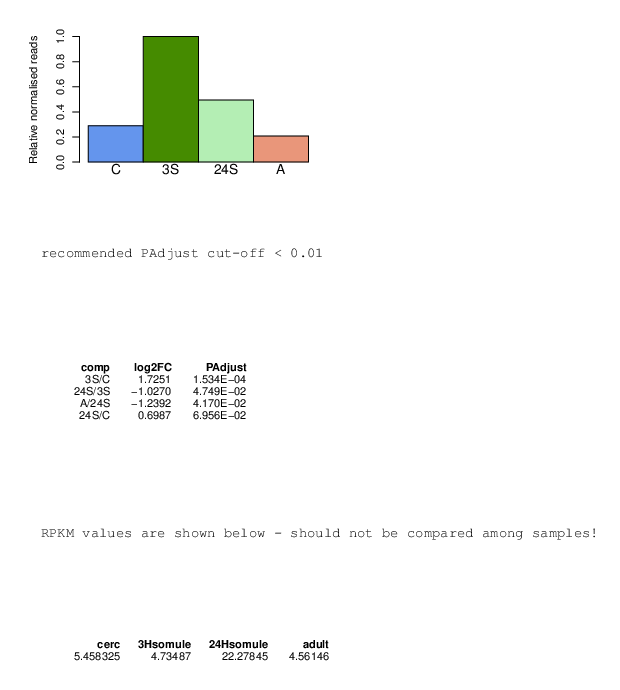 Relative normalised reads
1.0
0.8
0.6
0.4
0.2
0.0
C 3S 24S A
recommended PAdjust cut-off < 0.01
comp log2FC PAdjust
3S/C 1.7251 1.534E−04
24S/3S −1.0270 4.749E−02
A/24S −1.2392 4.170E−02
24S/C 0.6987 6.956E−02
RPKM values are shown below - should not be compared among samples!
cerc 3Hsomule 24Hsomule adult
5.458325 4.73487 22.27845 4.56146